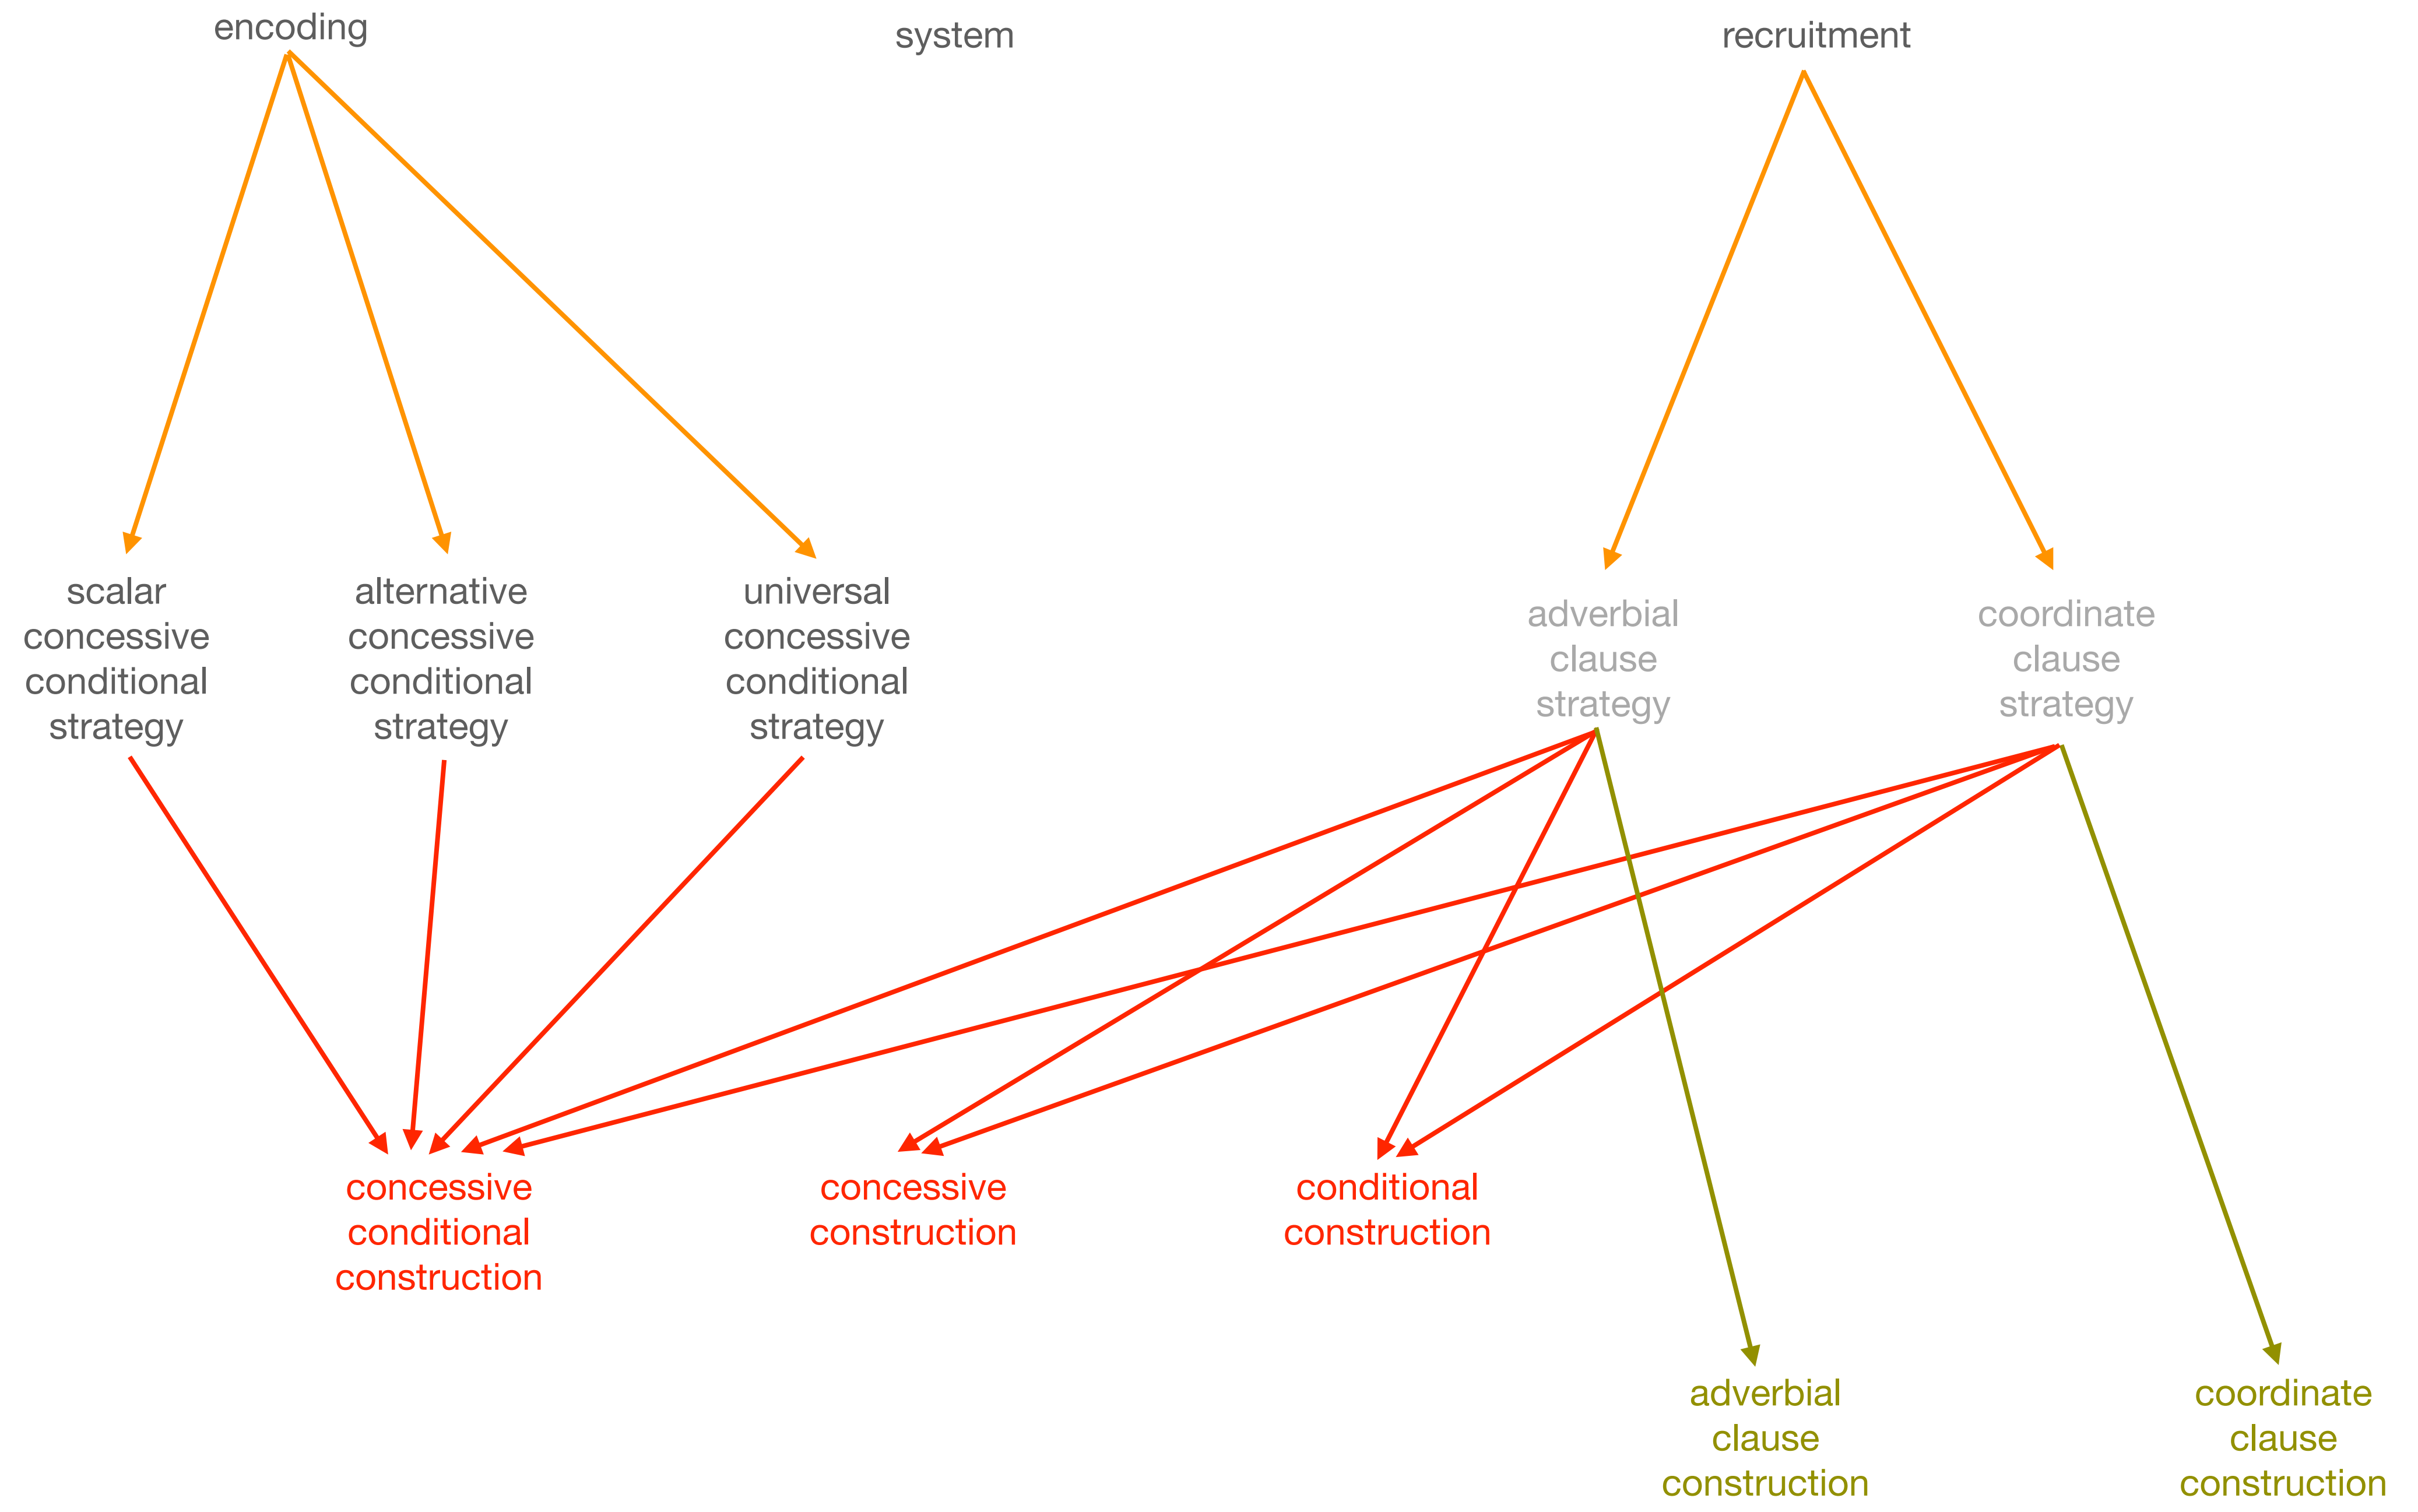 encoding
system
recruitment
scalar
concessive
conditional
strategy
alternative
concessive
conditional
strategy
universal
concessive
conditional
strategy
adverbial
clause
strategy
coordinate
clause
strategy
concessive
conditional
construction
concessive
construction
conditional
construction
adverbial
clause
construction
coordinate
clause
construction